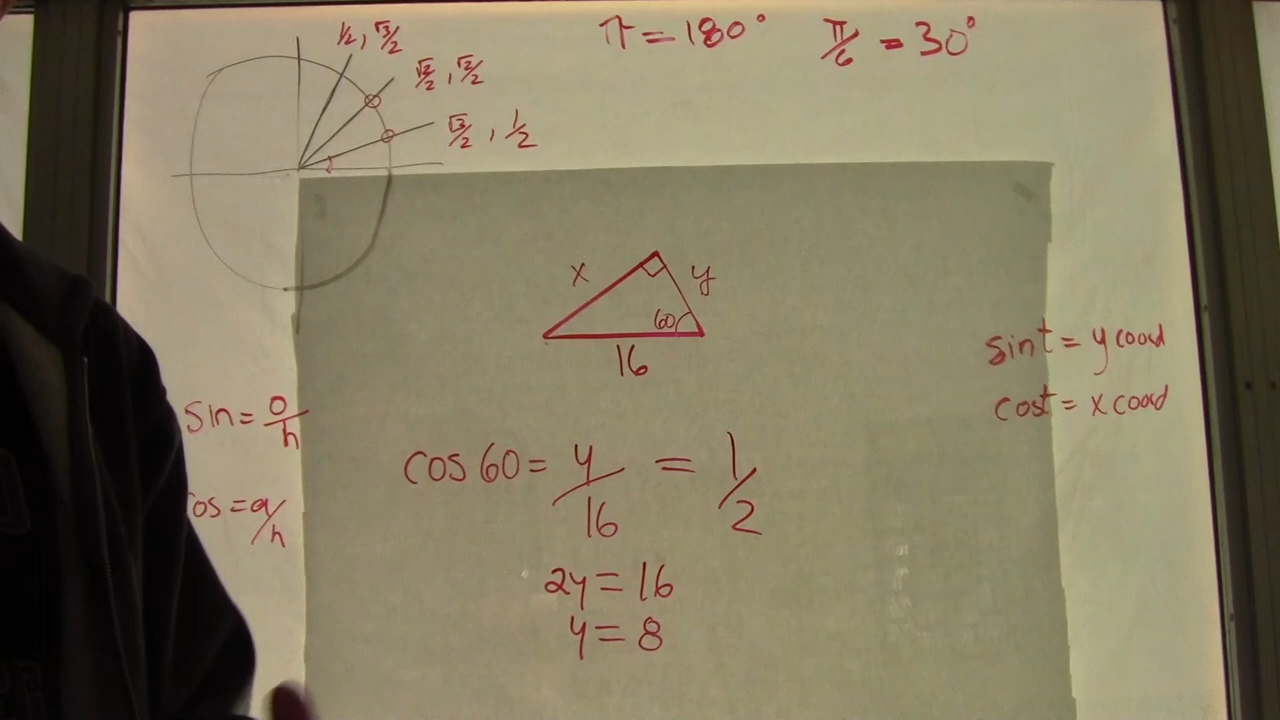 π = 180° π/6 = 30°
1/2, √3/2
√2/2, √2/2
√3/2, 1/2
x y
60
16
sin t = y coord
cos t = x coord
sin = o/h
cos 60 = y/16 = 1/2
os = a/h
2y = 16
y = 8